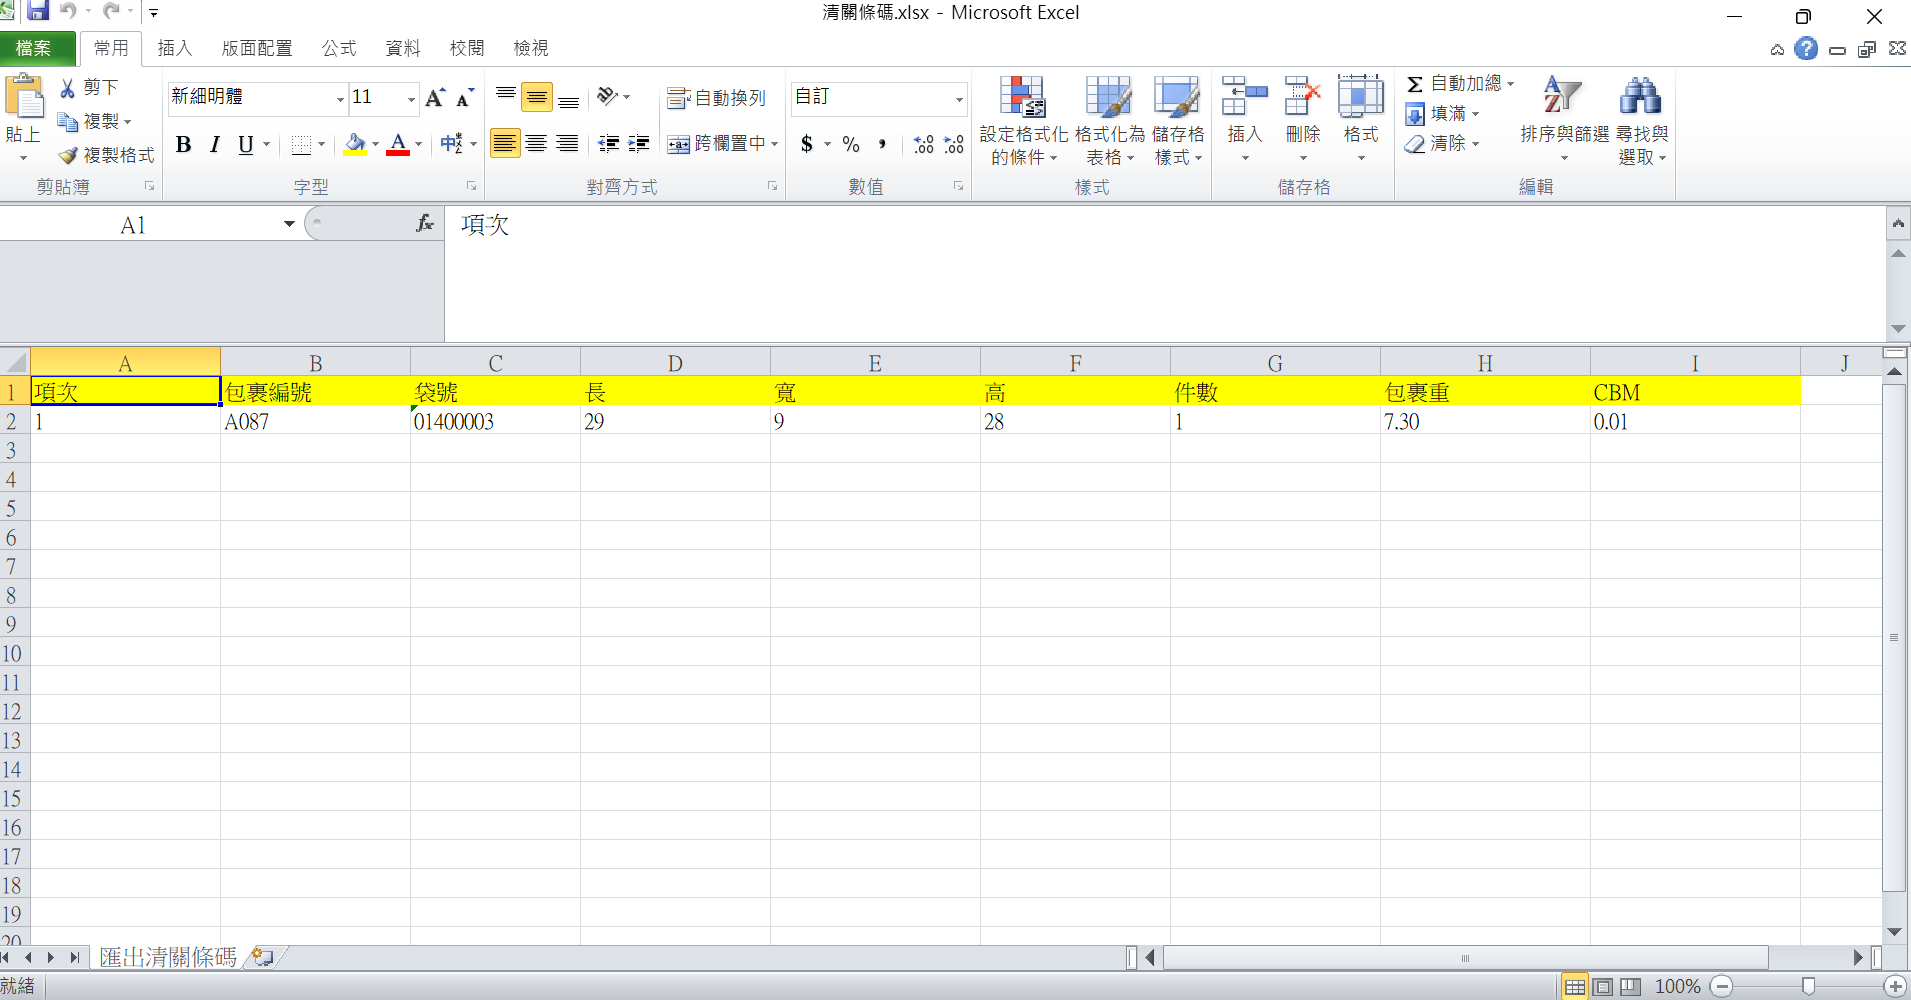 清關條碼.xlsx - Microsoft Excel
檔案 常用 插入 版面配置 公式 資料 校閱 檢視
貼上 剪下 複製 複製格式 剪貼簿
新細明體 11 B I U A 字型
自動換列 跨欄置中 對齊方式
自訂 $ % , .00 .0 數值
設定格式化的條件 格式化為表格 儲存格樣式 樣式
插入 刪除 格式 儲存格
Σ 自動加總 填滿 清除 排序與篩選 尋找與選取 編輯
A1 fx 項次
A B C D E F G H I J
1 項次 包裹編號 袋號 長 寬 高 件數 包裹重 CBM
2 1 A087 01400003 29 9 28 1 7.30 0.01
3
4
5
6
7
8
9
10
11
12
13
14
15
16
17
18
19
20
匯出清關條碼
就緒 100%